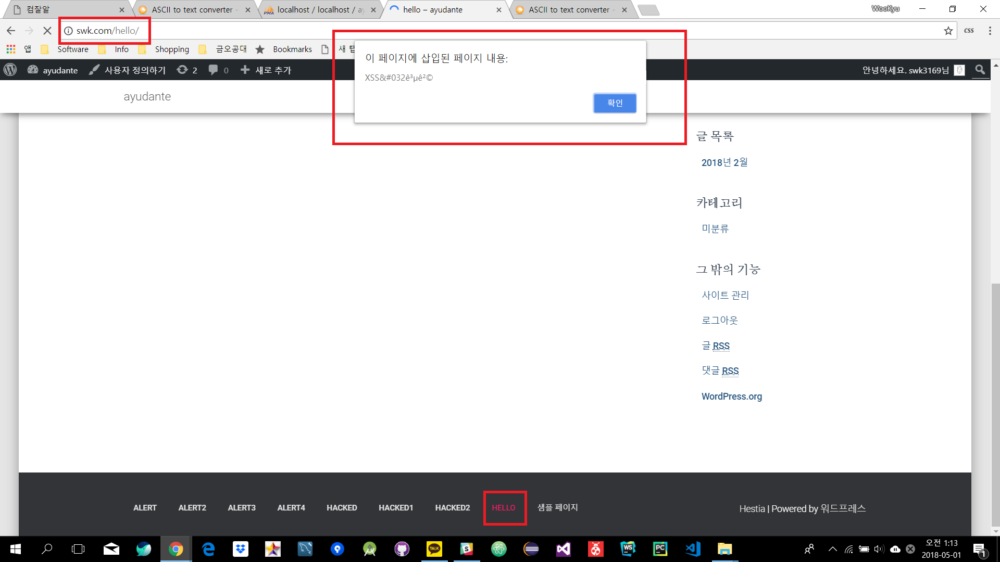 컴잘알
ASCII to text converter -
localhost / localhost / ay
hello – ayudante
ASCII to text converter -
WooKyu
swk.com/hello/
css
앱
Software
Info
Shopping
금오공대
Bookmarks
새 탭
이 페이지에 삽입된 페이지 내용:
XSS&#032ê³µê²©
확인
ayudante
사용자 정의하기
2
0
새로 추가
안녕하세요. swk3169님
ayudante
글 목록
2018년 2월
카테고리
미분류
그 밖의 기능
사이트 관리
로그아웃
글 RSS
댓글 RSS
WordPress.org
ALERT
ALERT2
ALERT3
ALERT4
HACKED
HACKED1
HACKED2
HELLO
샘플 페이지
Hestia | Powered by 워드프레스
TALK
WS
PC
오전 1:13
2018-05-01
1